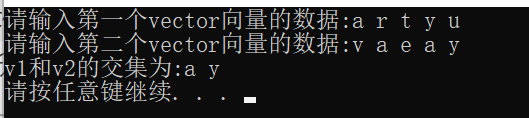 请输入第一个vector向量的数据:a r t y u
请输入第二个vector向量的数据:v a e a y
v1和v2的交集为:a y
请按任意键继续. . .